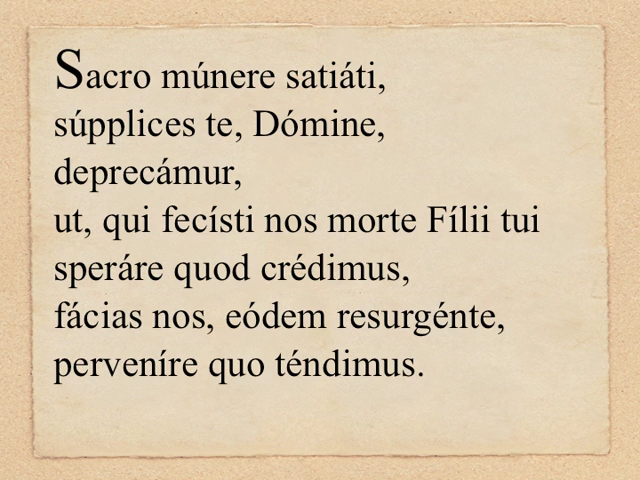 Sacro múnere satiáti,
súpplices te, Dómine,
deprecámur,
ut, qui fecísti nos morte Fílii tui
speráre quod crédimus,
fácias nos, eódem resurgénte,
perveníre quo téndimus.